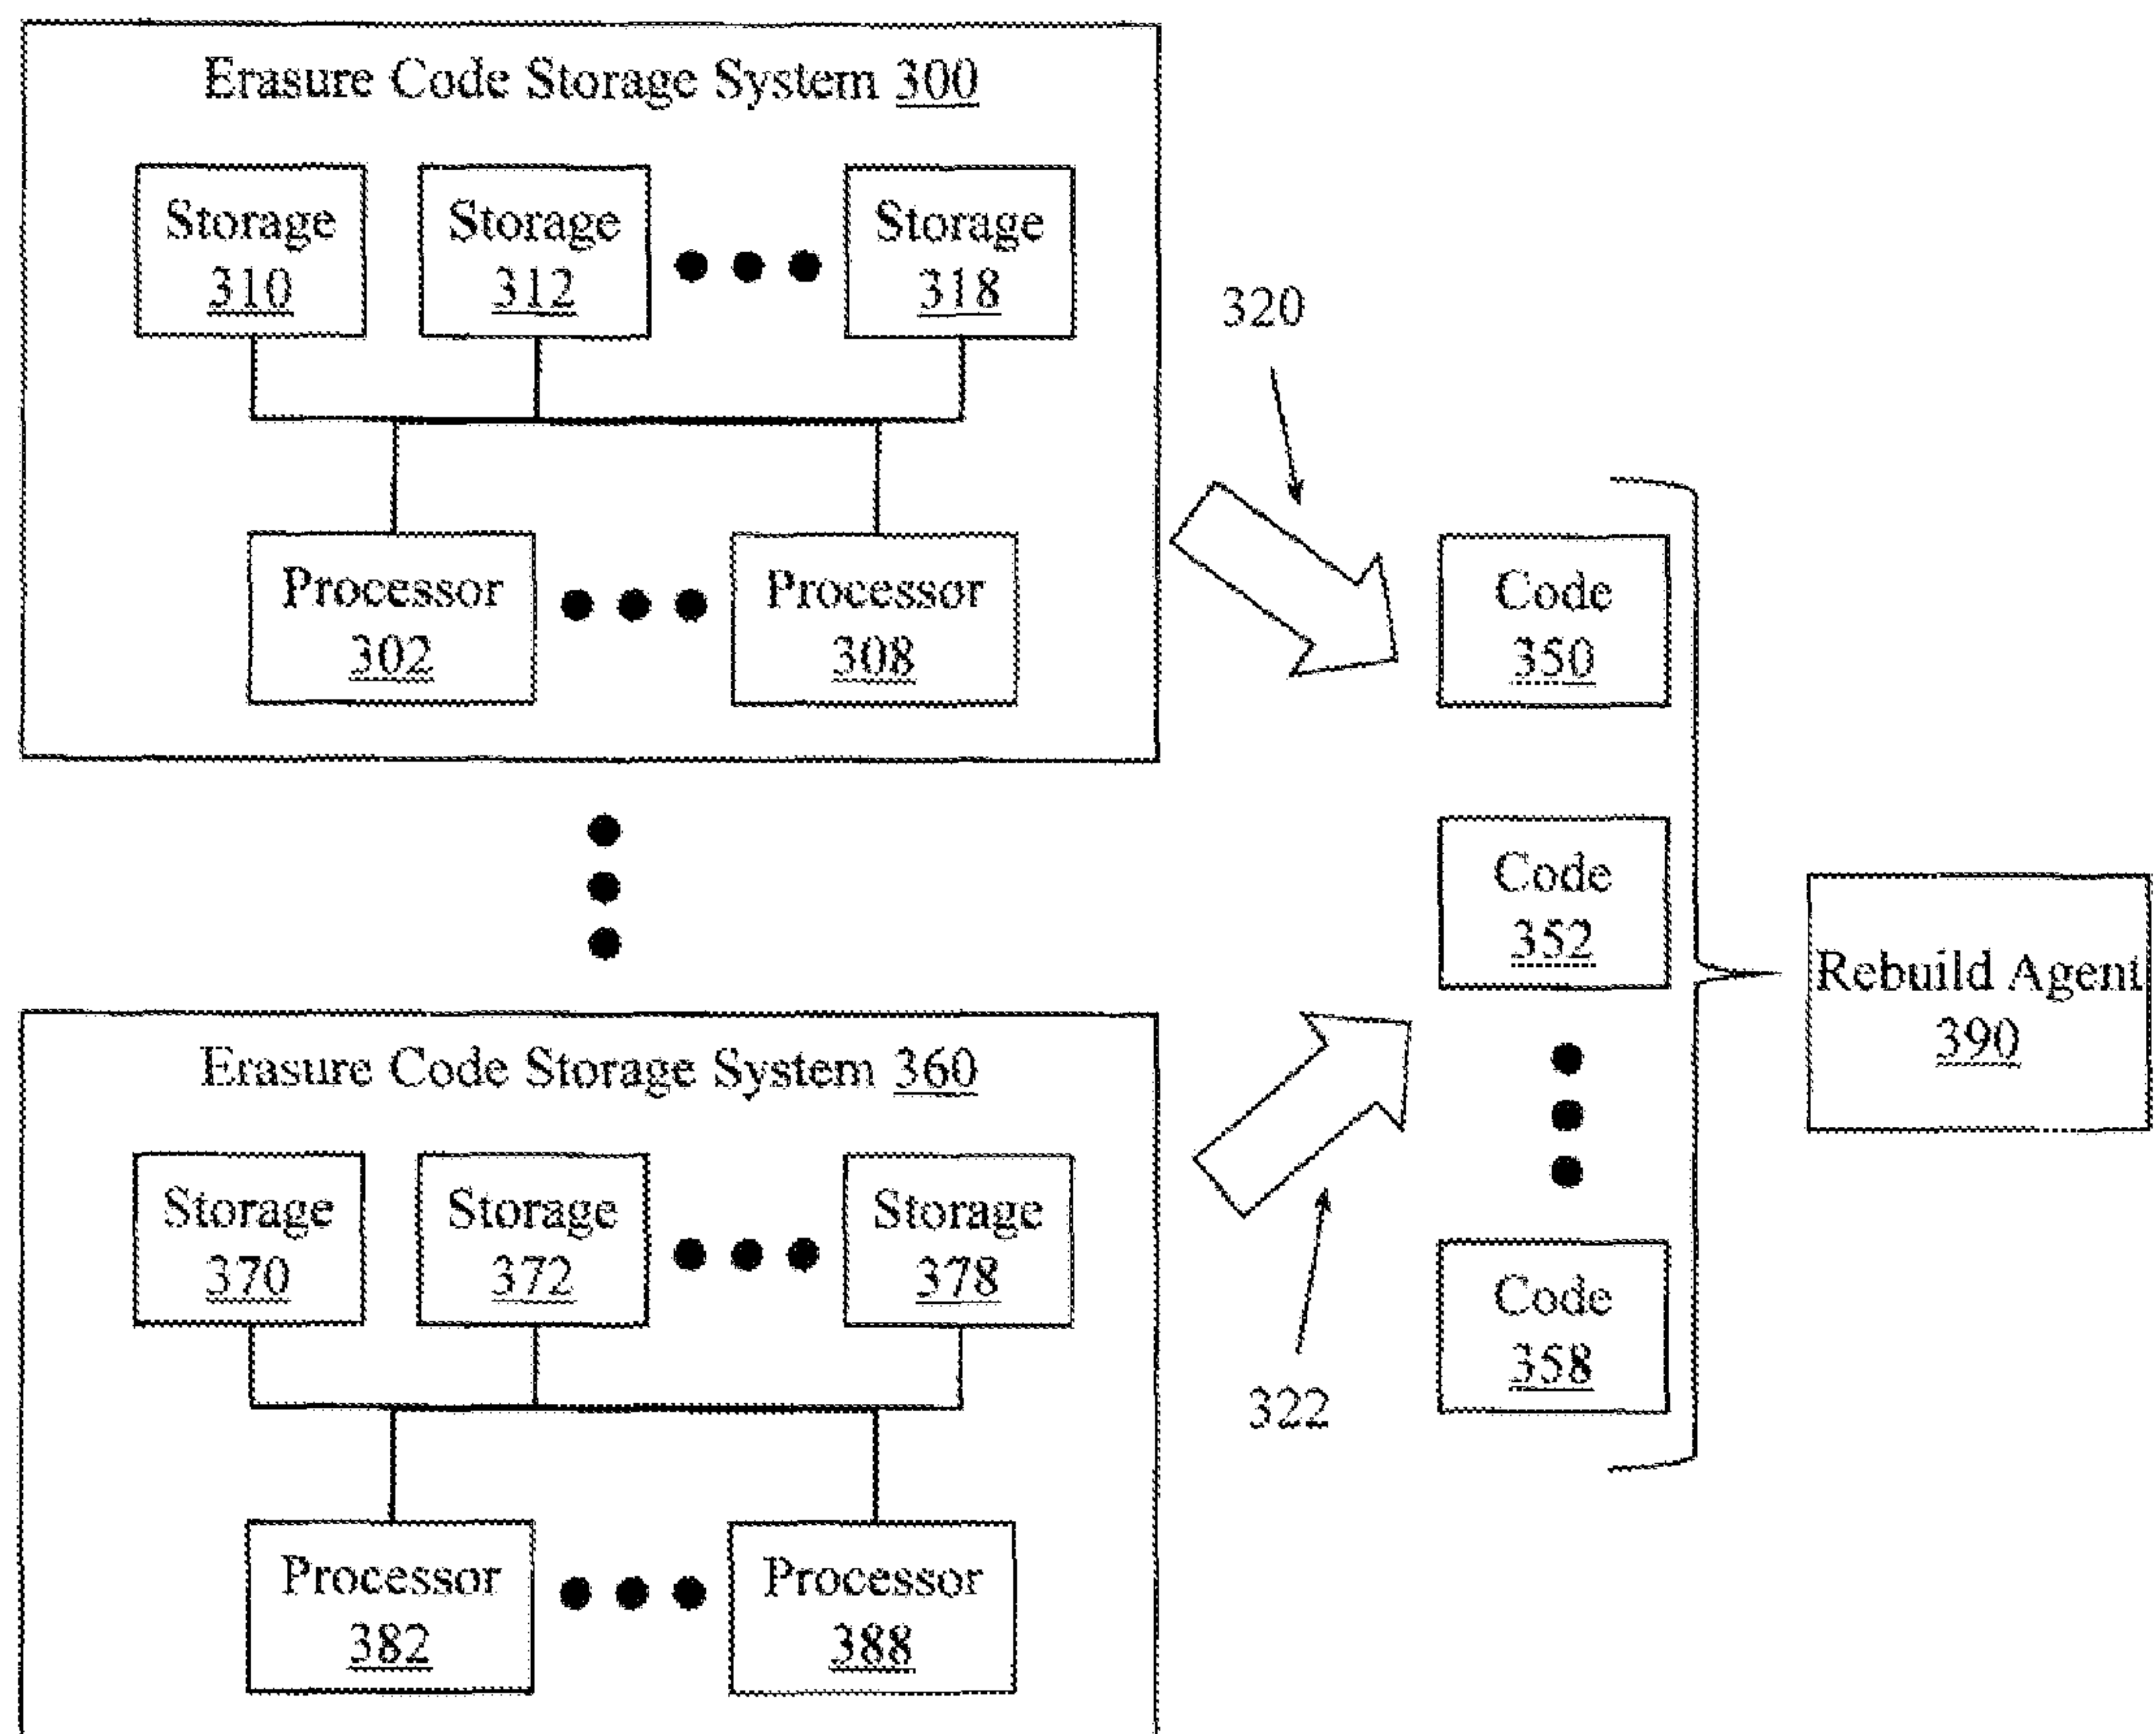 Erasure Code Storage System 300
Storage
310
Storage
312
Storage
318
Processor
302
Processor
308
320
Code
350
Code
352
Code
358
Rebuild Agent
390
Erasure Code Storage System 360
Storage
370
Storage
372
Storage
378
Processor
382
Processor
388
322